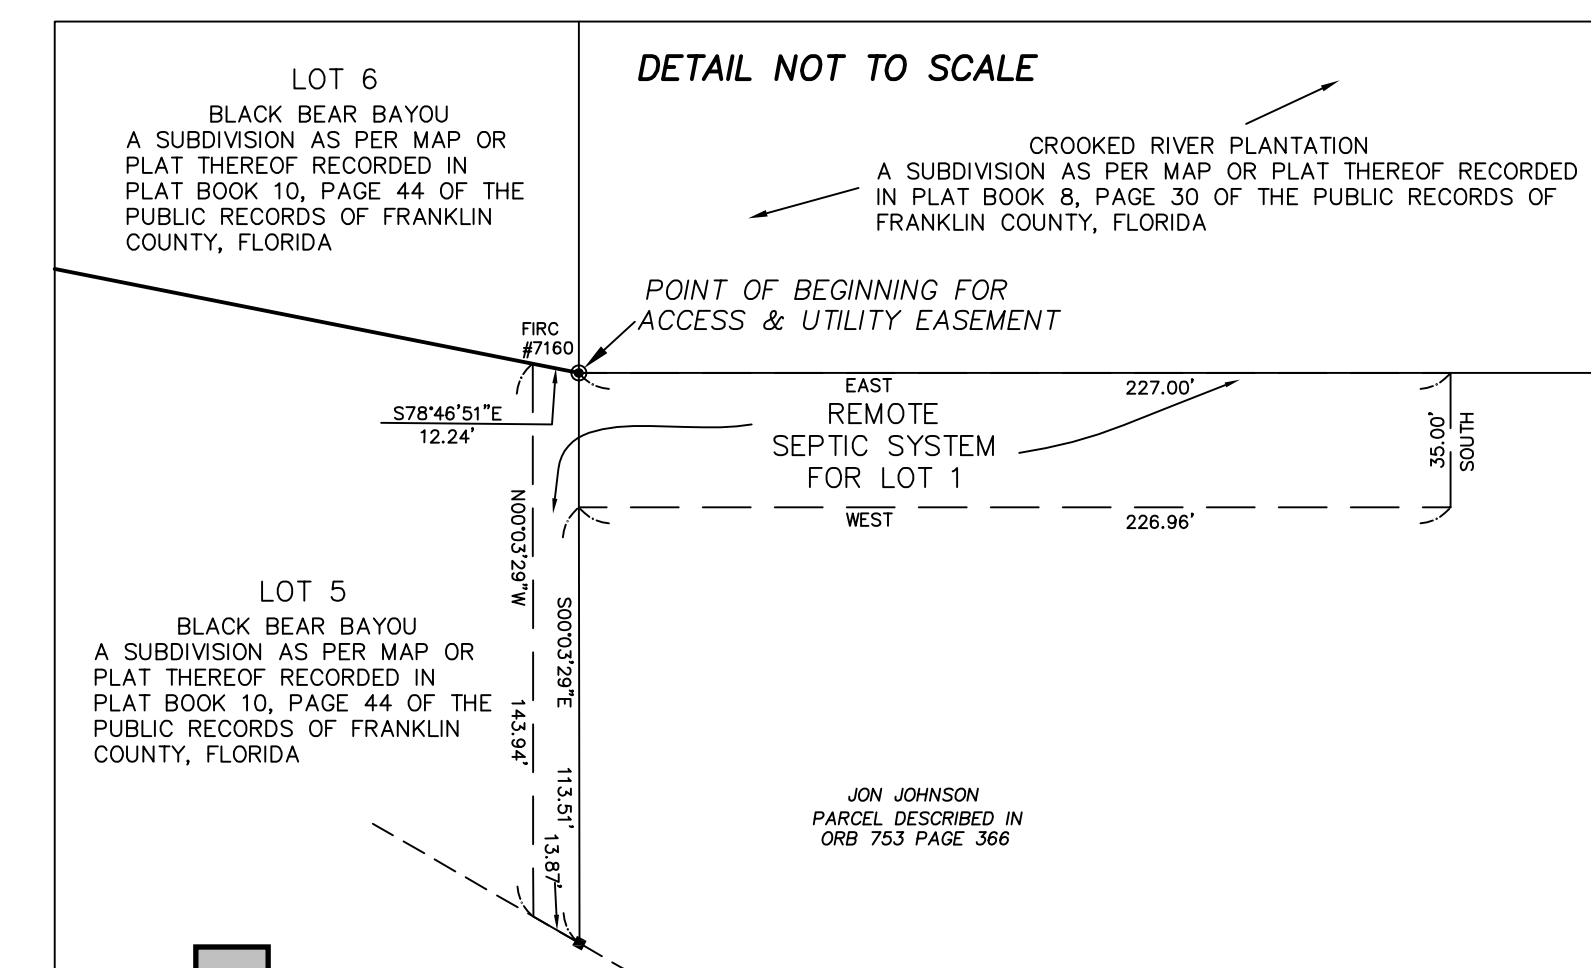 DETAIL NOT TO SCALE
LOT 6
BLACK BEAR BAYOU
A SUBDIVISION AS PER MAP OR
PLAT THEREOF RECORDED IN
PLAT BOOK 10, PAGE 44 OF THE
PUBLIC RECORDS OF FRANKLIN
COUNTY, FLORIDA
CROOKED RIVER PLANTATION
A SUBDIVISION AS PER MAP OR PLAT THEREOF RECORDED
IN PLAT BOOK 8, PAGE 30 OF THE PUBLIC RECORDS OF
FRANKLIN COUNTY, FLORIDA
POINT OF BEGINNING FOR
ACCESS & UTILITY EASEMENT
FIRC
#7160
S78°46'51"E
12.24'
EAST
227.00'
REMOTE
SEPTIC SYSTEM
FOR LOT 1
35.00'
SOUTH
WEST
226.96'
N00°03'29"W
143.94'
S00°03'29"E
113.51'
13.87'
LOT 5
BLACK BEAR BAYOU
A SUBDIVISION AS PER MAP OR
PLAT THEREOF RECORDED IN
PLAT BOOK 10, PAGE 44 OF THE
PUBLIC RECORDS OF FRANKLIN
COUNTY, FLORIDA
JON JOHNSON
PARCEL DESCRIBED IN
ORB 753 PAGE 366